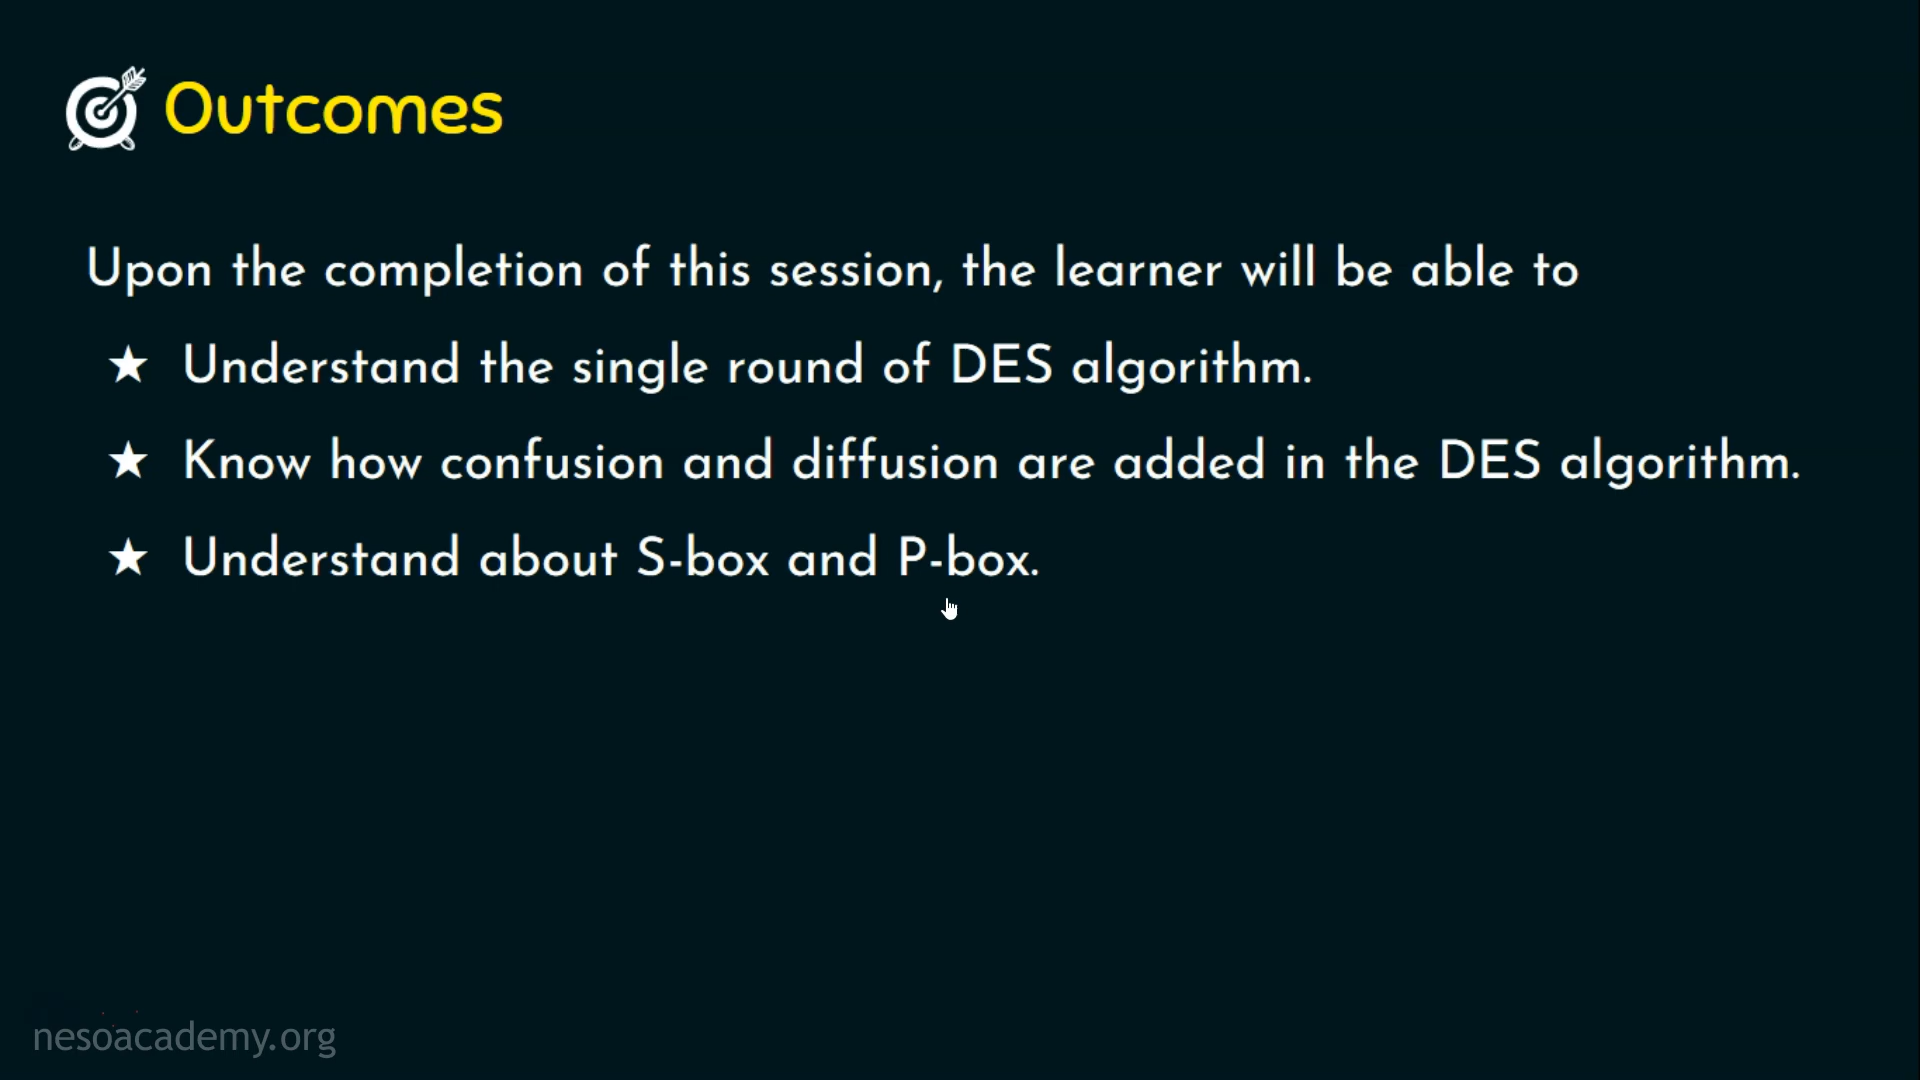 Outcomes
Upon the completion of this session, the learner will be able to
★ Understand the single round of DES algorithm.
★ Know how confusion and diffusion are added in the DES algorithm.
★ Understand about S-box and P-box.
nesoacademy.org